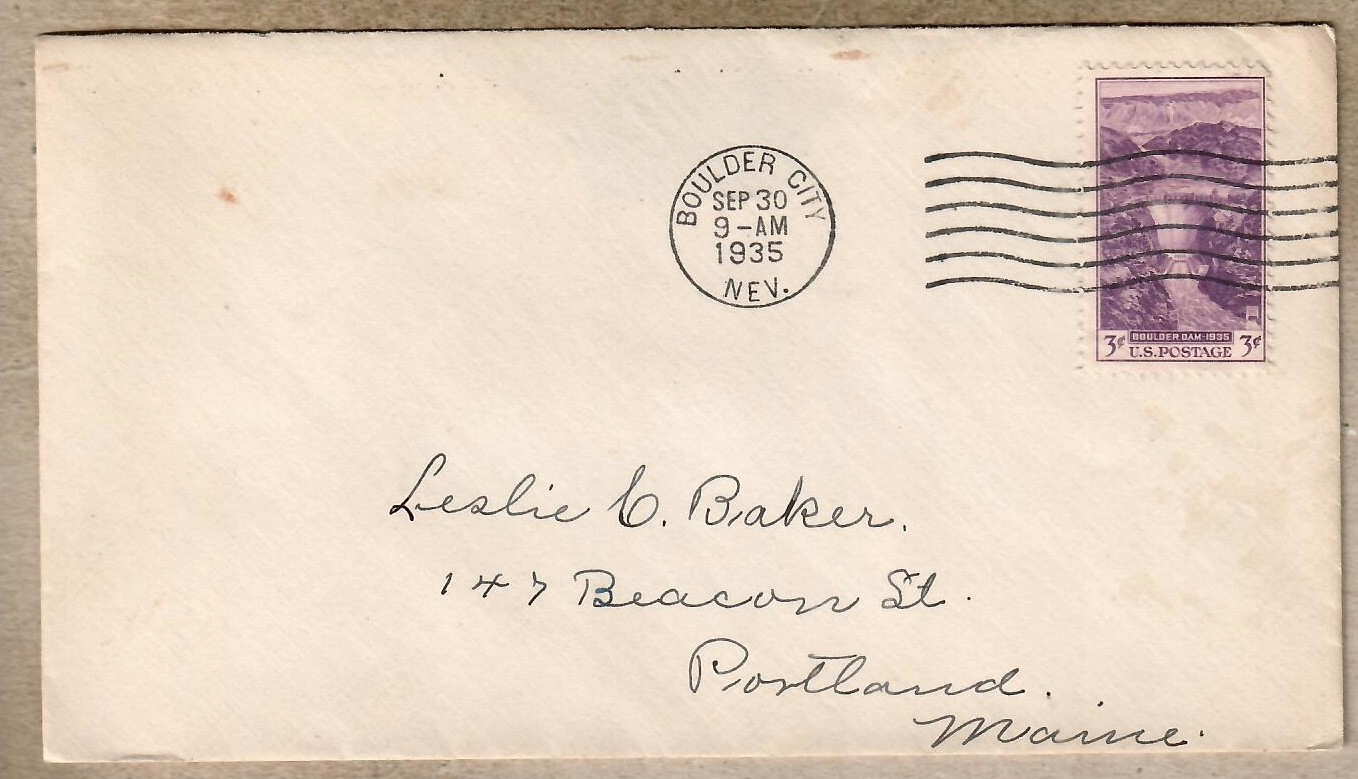 BOULDER CITY
SEP 30
9-AM
1935
NEV.
3¢ BOULDER DAM-1935 3¢
U.S. POSTAGE
Leslie C. Baker.
147 Beacon St.
Portland.
Maine.